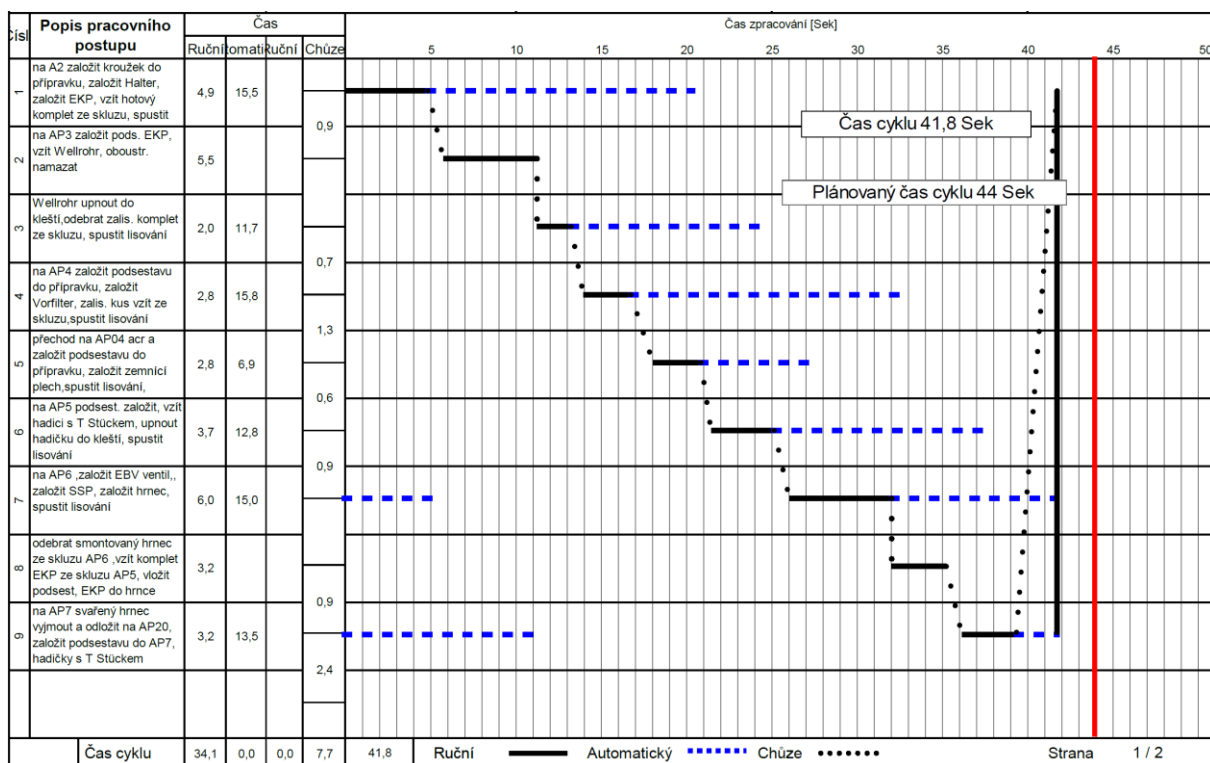 Čísl
Popis pracovního
postupu
Čas
Čas zpracování [Sek]
Ruční
tomati
Ruční
Chůze
5 10 15 20 25 30 35 40 45 50
1
na A2 založit kroužek do
přípravku, založit Halter,
založit EKP, vzít hotový
komplet ze skluzu, spustit
4,9 15,5
0,9
Čas cyklu 41,8 Sek
2
na AP3 založit pods. EKP,
vzít Wellrohr, oboustr.
namazat
5,5
Plánovaný čas cyklu 44 Sek
3
Wellrohr upnout do
kleští,odebrat zalis. komplet
ze skluzu, spustit lisování
2,0 11,7
0,7
4
na AP4 založit podsestavu
do přípravku, založit
Vorfilter, zalis. kus vzít ze
skluzu,spustit lisování
2,8 15,8
1,3
5
přechod na AP04 acr a
založit podsestavu do
přípravku, založit zemnící
plech,spustit lisování,
2,8 6,9
0,6
6
na AP5 podsest. založit, vzít
hadici s T Stückem, upnout
hadičku do kleští, spustit
lisování
3,7 12,8
0,9
7
na AP6 ,založit EBV ventil,,
založit SSP, založit hrnec,
spustit lisování
6,0 15,0
8
odebrat smontovaný hrnec
ze skluzu AP6 ,vzít komplet
EKP ze skluzu AP5, vložit
podsest, EKP do hrnce
3,2
0,9
9
na AP7 svařený hrnec
vyjmout a odložit na AP20,
založit podsestavu do AP7,
hadičky s T Stückem
3,2 13,5
2,4
Čas cyklu 34,1 0,0 0,0 7,7 41,8 Ruční Automatický Chůze Strana 1 / 2